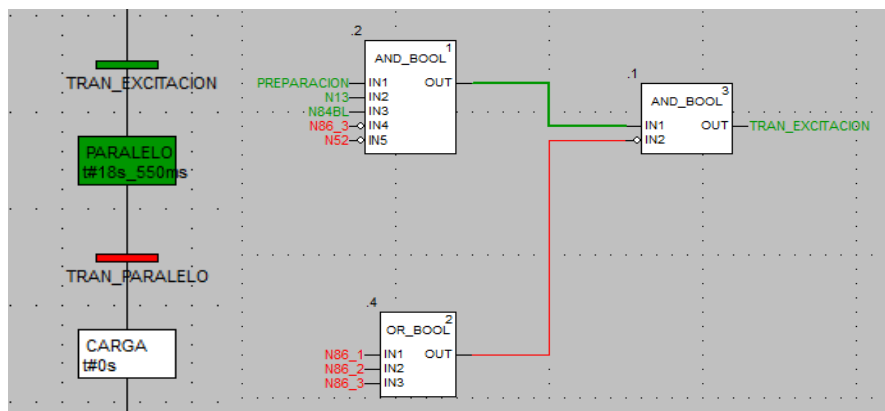 TRAN_EXCITACION
PARALELO
t#18s_550ms
TRAN_PARALELO
CARGA
t#0s
.2
1
AND_BOOL
PREPARACION IN1 OUT
N13 IN2
N84BL IN3
N86_3 IN4
N52 IN5
.1
3
AND_BOOL
IN1 OUT TRAN_EXCITACION
IN2
.4
2
OR_BOOL
N86_1 IN1 OUT
N86_2 IN2
N86_3 IN3